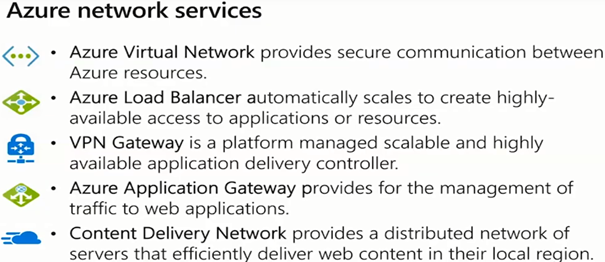 Azure network services
• Azure Virtual Network provides secure communication between
Azure resources.
• Azure Load Balancer automatically scales to create highly-
available access to applications or resources.
• VPN Gateway is a platform managed scalable and highly
available application delivery controller.
• Azure Application Gateway provides for the management of
traffic to web applications.
• Content Delivery Network provides a distributed network of
servers that efficiently deliver web content in their local region.